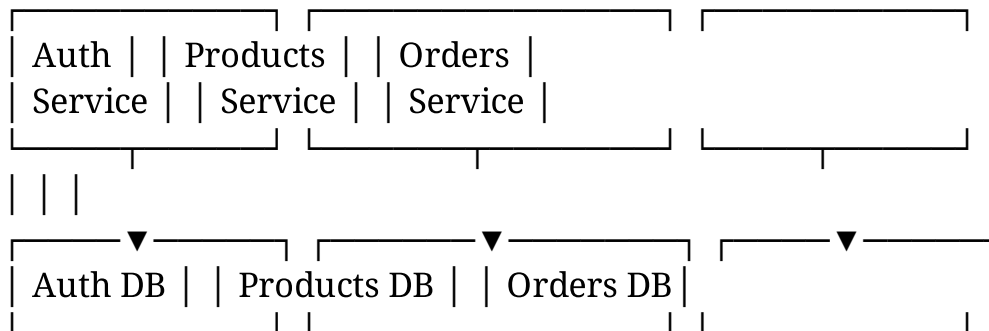 ┌────────┐ ┌───────────┐ ┌────────┐
│ Auth │ │ Products │ │ Orders │
│ Service │ │ Service │ │ Service │
└───┬────┘ └─────┬─────┘ └───┬────┘
│ │ │
┌───▼────┐ ┌─────▼─────┐ ┌───▼────
│ Auth DB │ │ Products DB │ │ Orders DB│